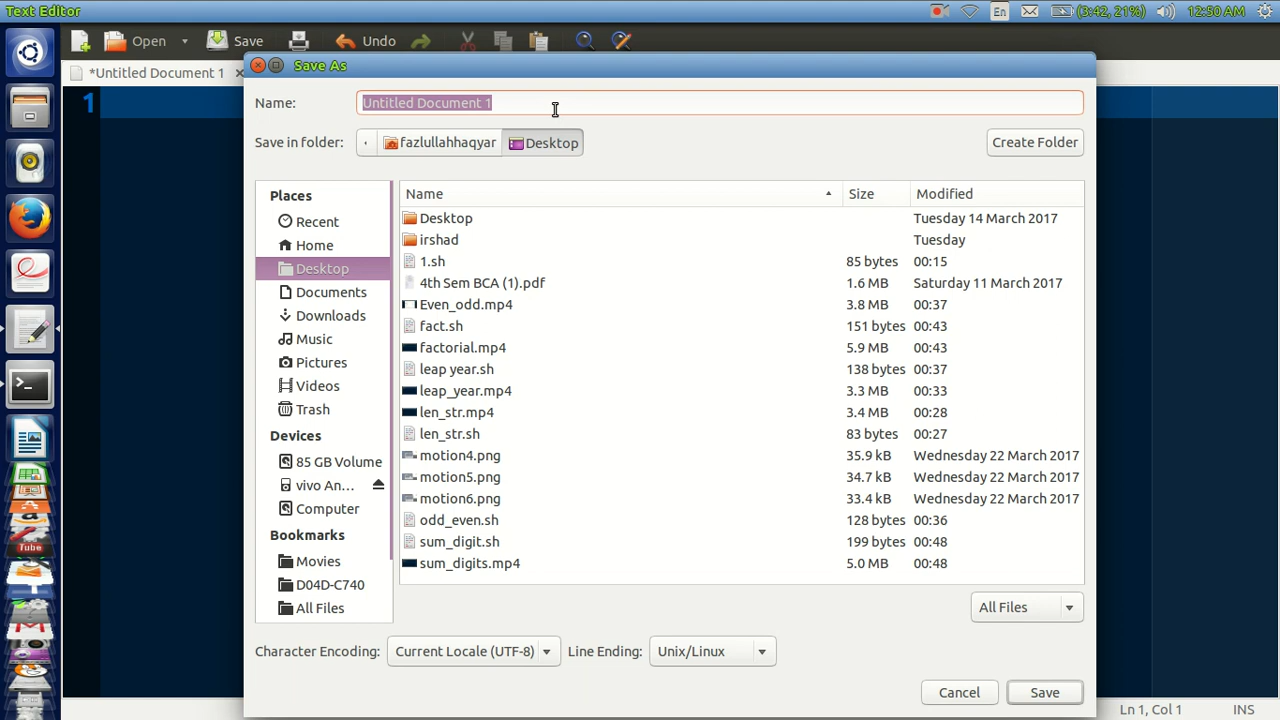 Text Editor En (3:42, 21%) 12:50 AM
Open Save Undo
*Untitled Document 1
Save As
1
Name: Untitled Document 1
Save in folder: fazlullahhaqyar Desktop Create Folder
Places
Recent
Home
Desktop
Documents
Downloads
Music
Pictures
Videos
Trash
Devices
85 GB Volume
vivo An...
Computer
Bookmarks
Movies
D04D-C740
All Files
Name Size Modified
Desktop Tuesday 14 March 2017
irshad Tuesday
1.sh 85 bytes 00:15
4th Sem BCA (1).pdf 1.6 MB Saturday 11 March 2017
Even_odd.mp4 3.8 MB 00:37
fact.sh 151 bytes 00:43
factorial.mp4 5.9 MB 00:43
leap year.sh 138 bytes 00:37
leap_year.mp4 3.3 MB 00:33
len_str.mp4 3.4 MB 00:28
len_str.sh 83 bytes 00:27
motion4.png 35.9 kB Wednesday 22 March 2017
motion5.png 34.7 kB Wednesday 22 March 2017
motion6.png 33.4 kB Wednesday 22 March 2017
odd_even.sh 128 bytes 00:36
sum_digit.sh 199 bytes 00:48
sum_digits.mp4 5.0 MB 00:48
All Files
Character Encoding: Current Locale (UTF-8) Line Ending: Unix/Linux
Cancel Save
Ln 1, Col 1 INS
Tube